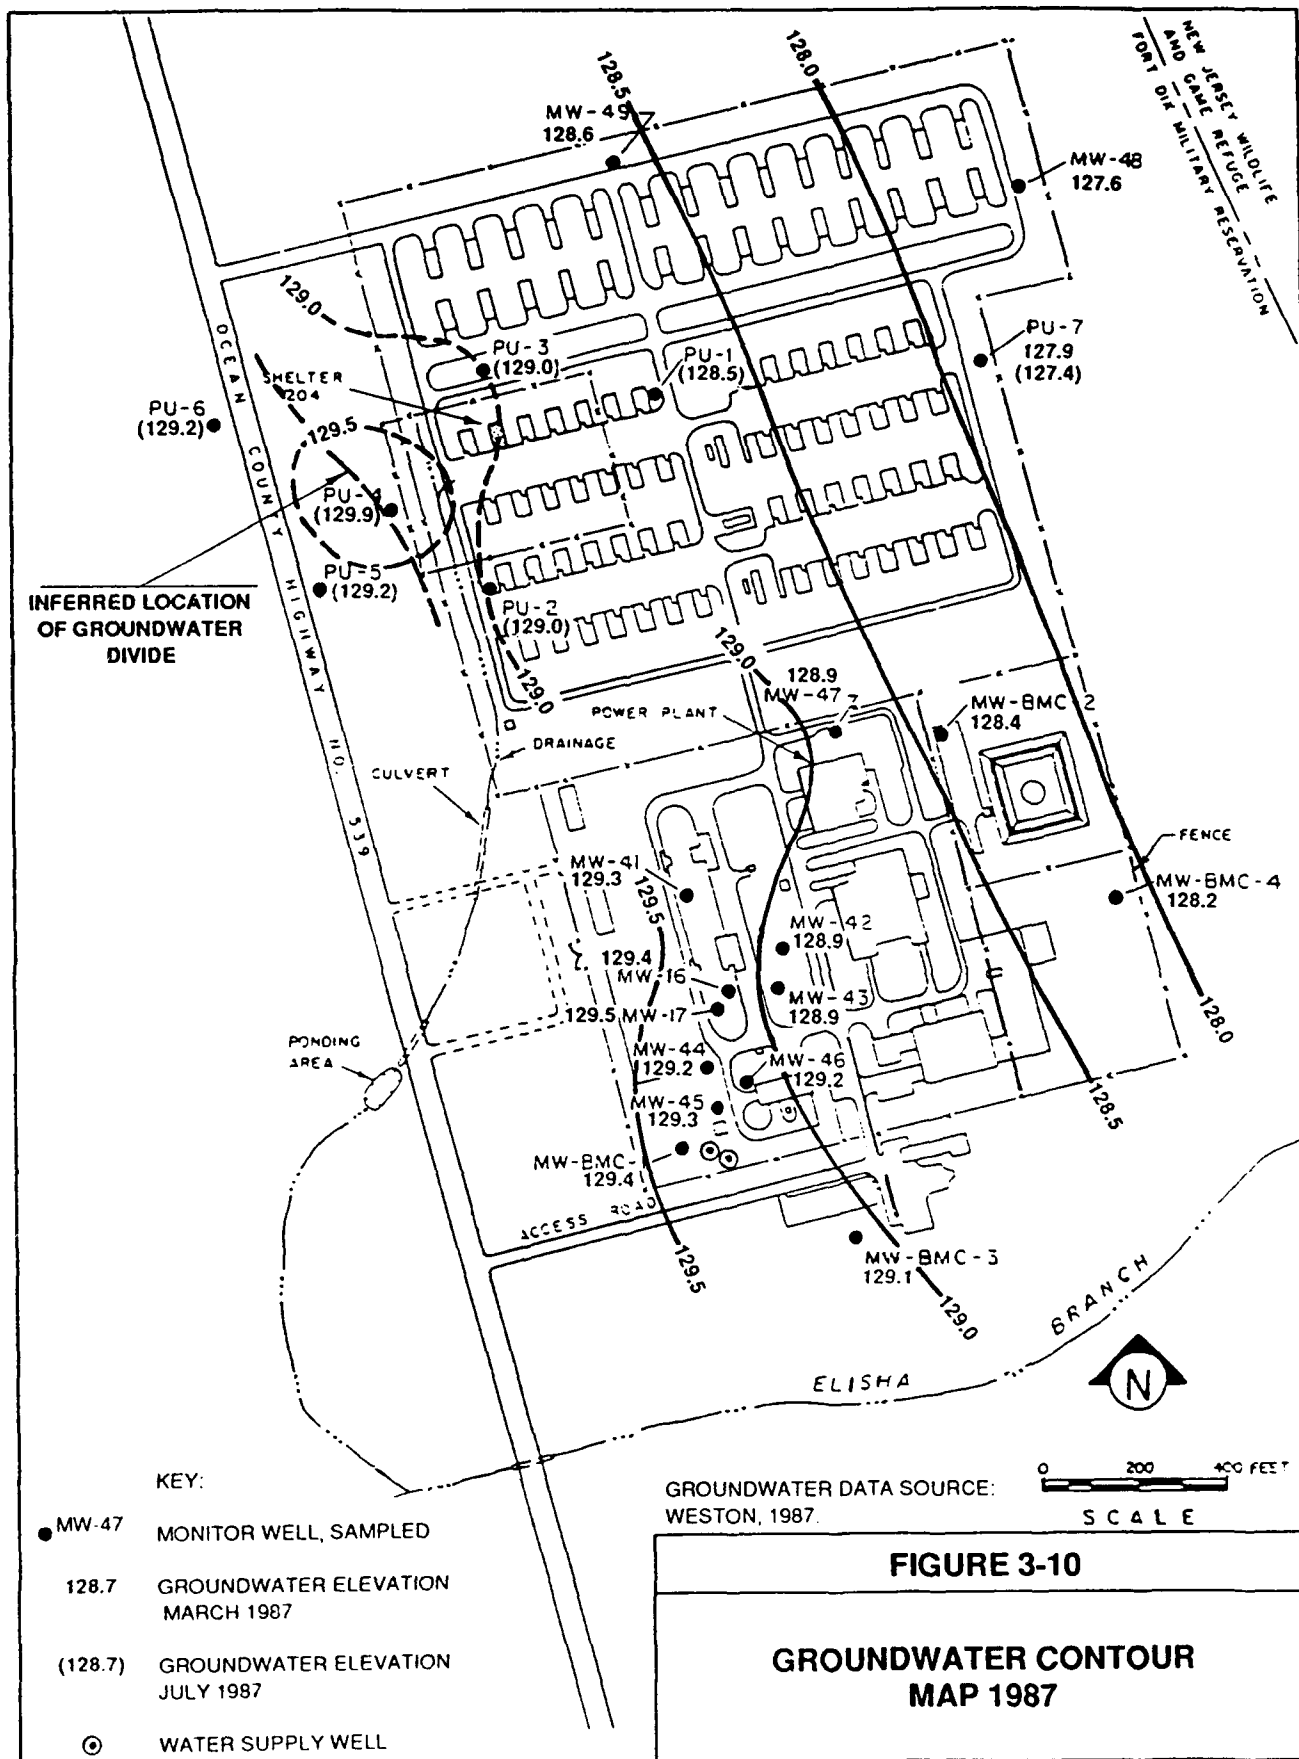 NEW JERSEY WILDLIFE
AND GAME REFUGE
FORT DIX MILITARY RESERVATION
128.5
128.0
MW-49
128.6
MW-48
127.6
129.0
PU-3
(129.0)
PU-1
(128.5)
PU-7
127.9
(127.4)
SHELTER
204
PU-6
(129.2)
129.5
PU-4
(129.9)
OCEAN COUNTY HIGHWAY NO. 539
PU-5
(129.2)
INFERRED LOCATION
OF GROUNDWATER
DIVIDE
PU-2
(129.0)
129.0
129.0
128.9
MW-47
POWER PLANT
MW-BMC-2
128.4
DRAINAGE
CULVERT
FENCE
MW-41
129.3
129.5
MW-BMC-4
128.2
MW-42
128.9
129.4
MW-16
MW-43
128.9
129.5 MW-17
128.0
PONDING
AREA
MW-44
129.2
MW-46
129.2
128.5
MW-45
129.3
MW-BMC-
129.4
ACCESS ROAD
129.5
MW-BMC-3
129.1
129.0
ELISHA BRANCH
N
KEY:
MW-47 MONITOR WELL, SAMPLED
128.7 GROUNDWATER ELEVATION
MARCH 1987
(128.7) GROUNDWATER ELEVATION
JULY 1987
WATER SUPPLY WELL
GROUNDWATER DATA SOURCE:
WESTON, 1987.
0 200 400 FEET
SCALE
FIGURE 3-10
GROUNDWATER CONTOUR
MAP 1987